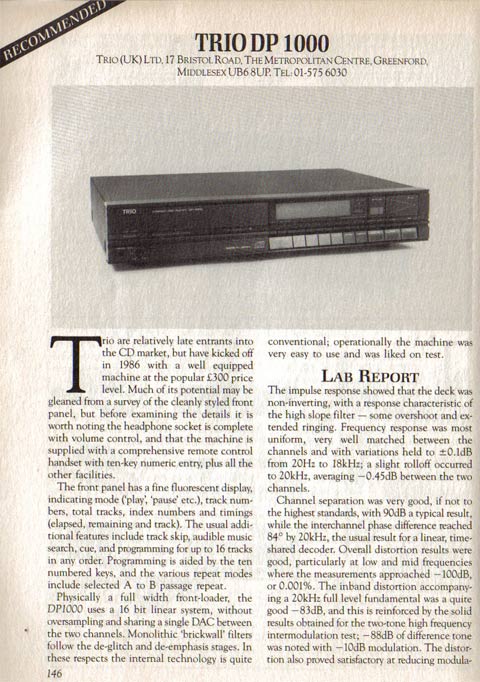 RECOMMENDED
TRIO DP 1000
TRIO (UK) LTD, 17 BRISTOL ROAD, THE METROPOLITAN CENTRE, GREENFORD,
MIDDLESEX UB6 8UP. TEL: 01-575 6030
TRIO
Trio are relatively late entrants into
the CD market, but have kicked off
in 1986 with a well equipped
machine at the popular £300 price
level. Much of its potential may be
gleaned from a survey of the cleanly styled front
panel, but before examining the details it is
worth noting the headphone socket is complete
with volume control, and that the machine is
supplied with a comprehensive remote control
handset with ten-key numeric entry, plus all the
other facilities.
The front panel has a fine fluorescent display,
indicating mode ('play', 'pause' etc.), track num-
bers, total tracks, index numbers and timings
(elapsed, remaining and track). The usual addi-
tional features include track skip, audible music
search, cue, and programming for up to 16 tracks
in any order. Programming is aided by the ten
numbered keys, and the various repeat modes
include selected A to B passage repeat.
Physically a full width front-loader, the
DP1000 uses a 16 bit linear system, without
oversampling and sharing a single DAC between
the two channels. Monolithic 'brickwall' filters
follow the de-glitch and de-emphasis stages. In
these respects the internal technology is quite
146
conventional; operationally the machine was
very easy to use and was liked on test.
LAB REPORT
The impulse response showed that the deck was
non-inverting, with a response characteristic of
the high slope filter — some overshoot and ex-
tended ringing. Frequency response was most
uniform, very well matched between the
channels and with variations held to ±0.1dB
from 20Hz to 18kHz; a slight rolloff occurred
to 20kHz, averaging −0.45dB between the two
channels.
Channel separation was very good, if not to
the highest standards, with 90dB a typical result,
while the interchannel phase difference reached
84° by 20kHz, the usual result for a linear, time-
shared decoder. Overall distortion results were
good, particularly at low and mid frequencies
where the measurements approached −100dB,
or 0.001%. The inband distortion accompany-
ing a 20kHz full level fundamental was a quite
good −83dB, and this is reinforced by the solid
results obtained for the two-tone high frequency
intermodulation test; −88dB of difference tone
was noted with −10dB modulation. The distor-
tion also proved satisfactory at reducing modula-